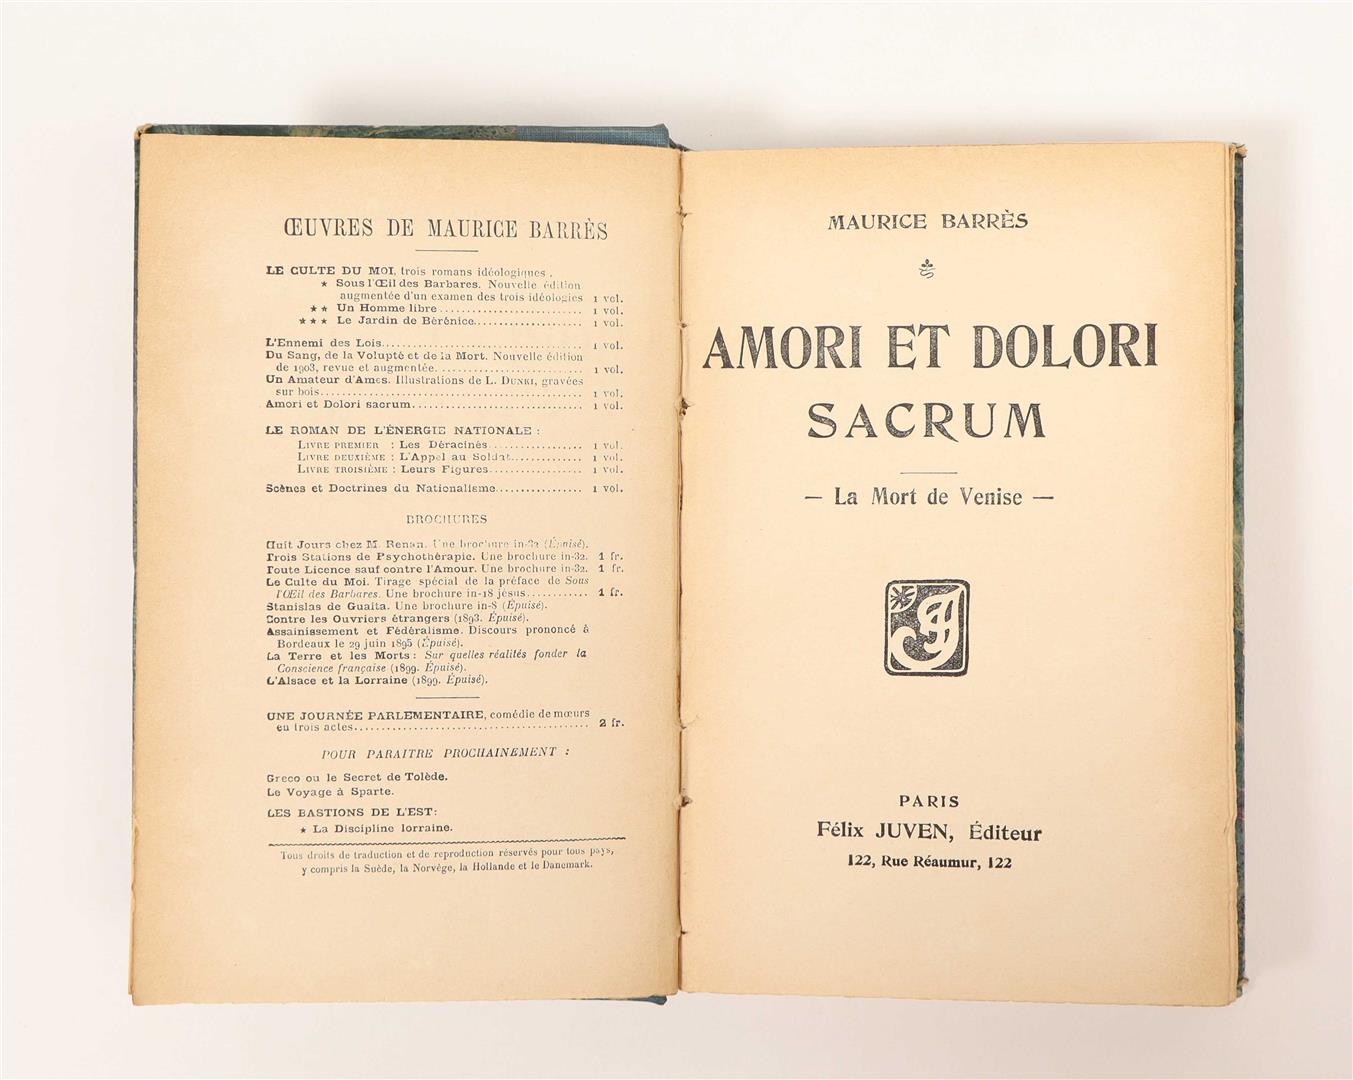 ŒUVRES DE MAURICE BARRÈS
LE CULTE DU MOI, trois romans idéologiques.
★ Sous l'Œil des Barbares. Nouvelle édition
augmentée d'un examen des trois idéologies 1 vol.
★★ Un Homme libre.......................... 1 vol.
★★★ Le Jardin de Bérénice.................... 1 vol.
L'Ennemi des Lois..................................... 1 vol.
Du Sang, de la Volupté et de la Mort. Nouvelle édition
de 1903, revue et augmentée........................... 1 vol.
Un Amateur d'Ames. Illustrations de L. DUNKI, gravées
sur bois............................................... 1 vol.
Amori et Dolori sacrum................................ 1 vol.
LE ROMAN DE L'ÉNERGIE NATIONALE :
LIVRE PREMIER : Les Déracinés................. 1 vol.
LIVRE DEUXIÈME : L'Appel au Soldat............. 1 vol.
LIVRE TROISIÈME : Leurs Figures................ 1 vol.
Scènes et Doctrines du Nationalisme................ 1 vol.
BROCHURES
Huit Jours chez M. Renan. Une brochure in-32 (Épuisé).
Trois Stations de Psychothérapie. Une brochure in-32. 1 fr.
Toute Licence sauf contre l'Amour. Une brochure in-32. 1 fr.
Le Culte du Moi. Tirage spécial de la préface de Sous
l'Œil des Barbares. Une brochure in-18 jésus............ 1 fr.
Stanislas de Guaita. Une brochure in-8 (Épuisé).
Contre les Ouvriers étrangers (1893. Épuisé).
Assainissement et Fédéralisme. Discours prononcé à
Bordeaux le 29 juin 1895 (Épuisé).
La Terre et les Morts : Sur quelles réalités fonder la
Conscience française (1899. Épuisé).
L'Alsace et la Lorraine (1899. Épuisé).
UNE JOURNÉE PARLEMENTAIRE, comédie de mœurs
en trois actes.......................................... 2 fr.
POUR PARAITRE PROCHAINEMENT :
Greco ou le Secret de Tolède.
Le Voyage à Sparte.
LES BASTIONS DE L'EST:
★ La Discipline lorraine.
Tous droits de traduction et de reproduction réservés pour tous pays,
y compris la Suède, la Norvège, la Hollande et le Danemark.
MAURICE BARRÈS
AMORI ET DOLORI
SACRUM
— La Mort de Venise —
PARIS
Félix JUVEN, Éditeur
122, Rue Réaumur, 122